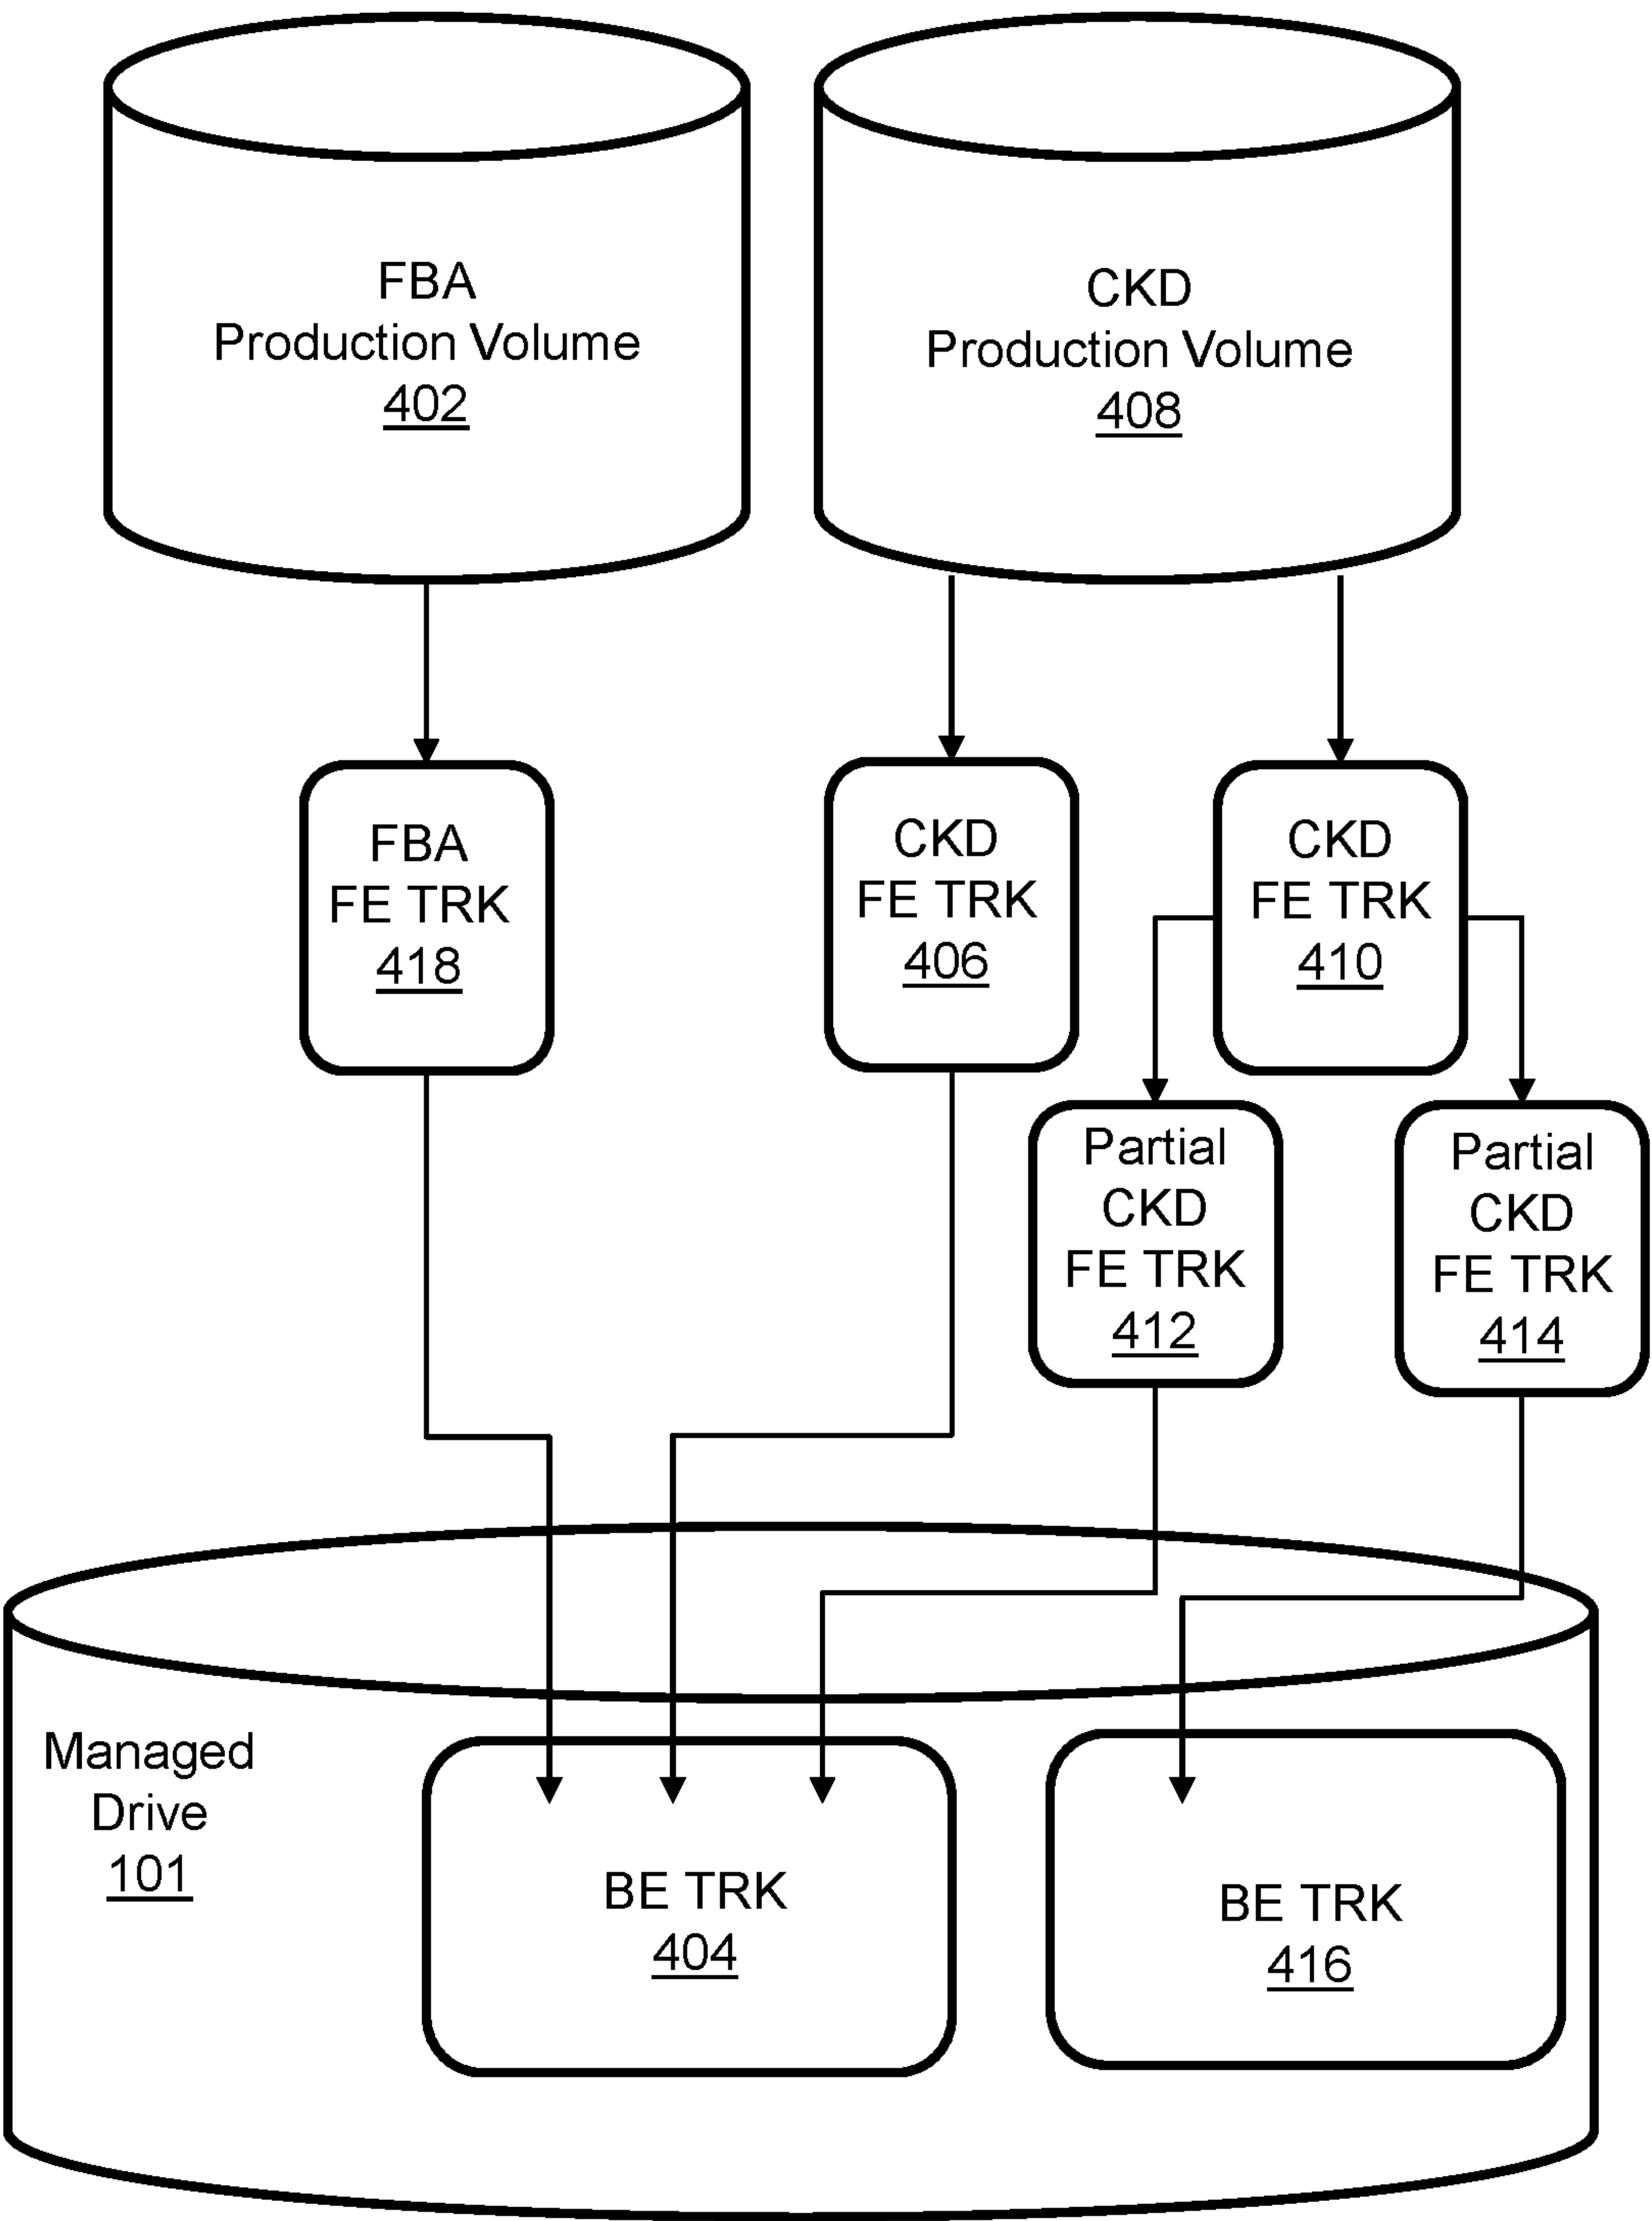 FBA
Production Volume
402
CKD
Production Volume
408
FBA
FE TRK
418
CKD
FE TRK
406
CKD
FE TRK
410
Partial
CKD
FE TRK
412
Partial
CKD
FE TRK
414
Managed
Drive
101
BE TRK
404
BE TRK
416